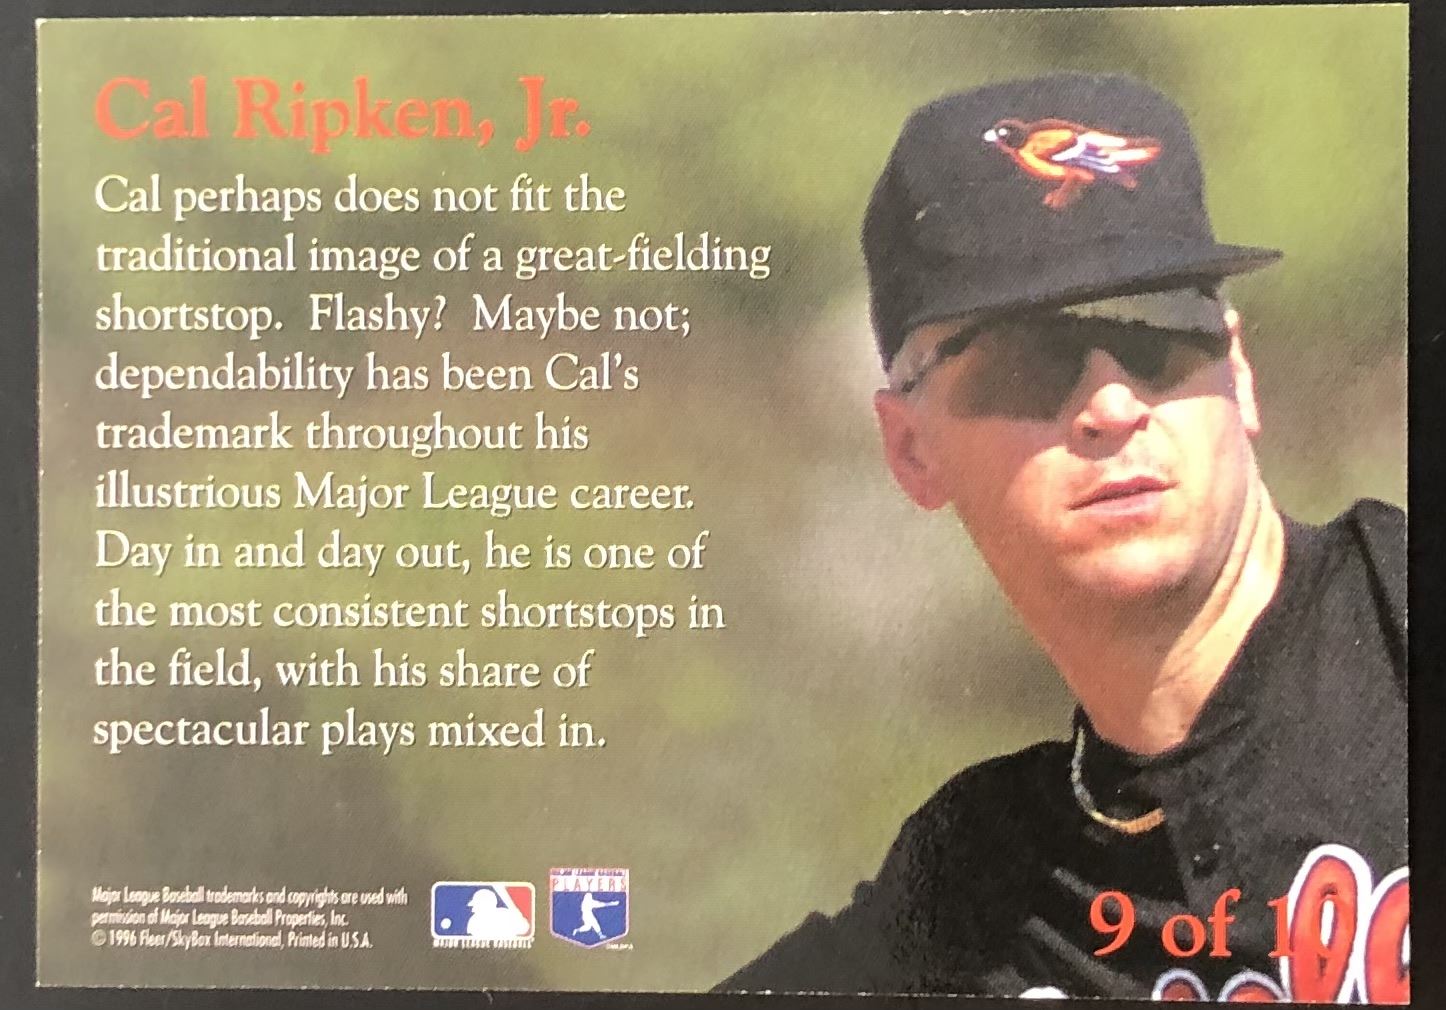 Cal Ripken, Jr.
Cal perhaps does not fit the
traditional image of a great-fielding
shortstop.  Flashy?  Maybe not;
dependability has been Cal's
trademark throughout his
illustrious Major League career.
Day in and day out, he is one of
the most consistent shortstops in
the field, with his share of
spectacular plays mixed in.
Major League Baseball trademarks and copyrights are used with
permission of Major League Baseball Properties, Inc.
© 1996 Fleer/SkyBox International, Printed in U.S.A.
MAJOR LEAGUE BASEBALL
PLAYERS
9 of 10